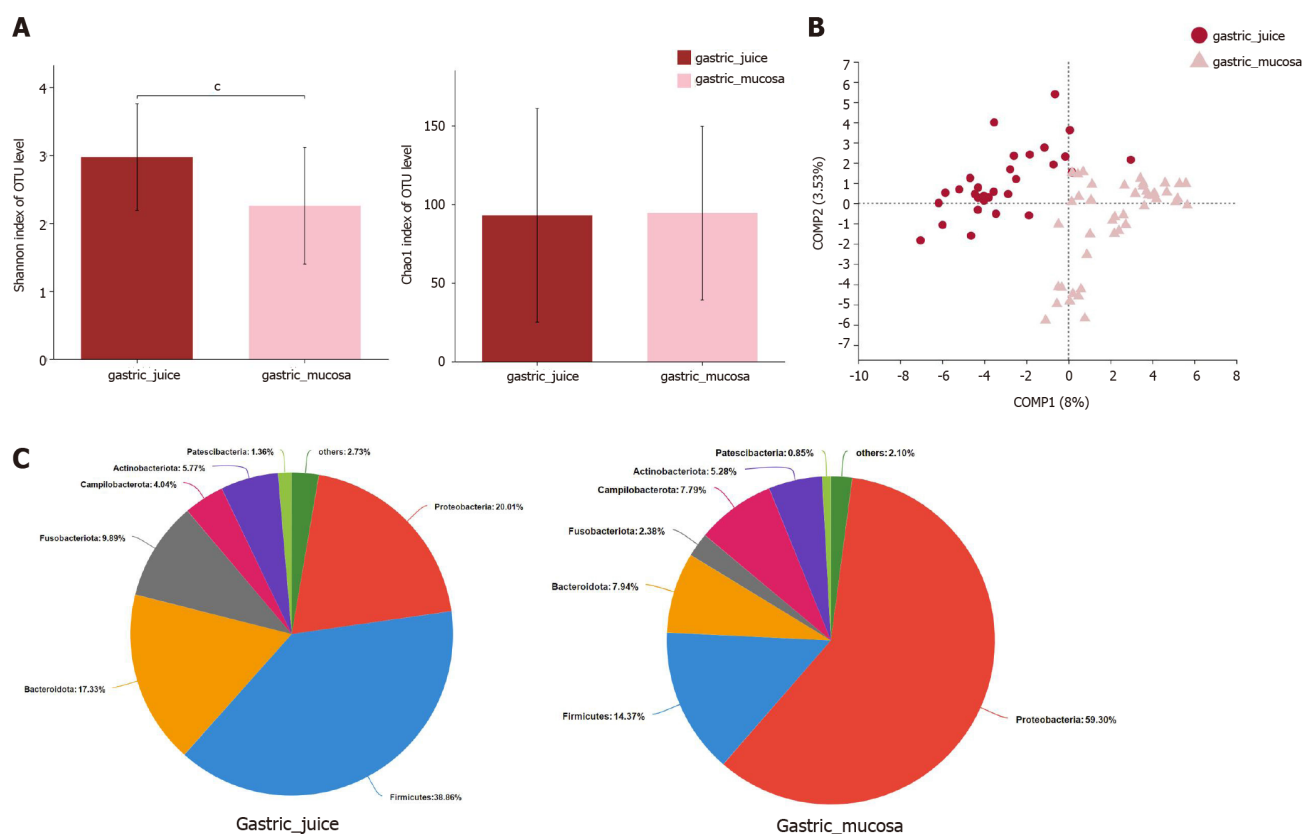 A
Shannon index of OTU level
4
3
2
1
0
c
gastric_juice
gastric_mucosa
Chao1 index of OTU level
150
100
50
0
gastric_juice
gastric_mucosa
gastric_juice
gastric_mucosa
B
gastric_juice
gastric_mucosa
COMP2 (3.53%)
7
6
5
4
3
2
1
0
-1
-2
-3
-4
-5
-6
-7
-10
-8
-6
-4
-2
0
2
4
6
8
COMP1 (8%)
C
Patescibacteria: 1.36%
others: 2.73%
Actinobacteriota: 5.77%
Campilobacterota: 4.04%
Proteobacteria: 20.01%
Fusobacteriota: 9.89%
Bacteroidota: 17.33%
Firmicutes:38.86%
Gastric_juice
Patescibacteria: 0.85%
others: 2.10%
Actinobacteriota: 5.28%
Campilobacterota: 7.79%
Fusobacteriota: 2.38%
Bacteroidota: 7.94%
Firmicutes: 14.37%
Proteobacteria: 59.30%
Gastric_mucosa